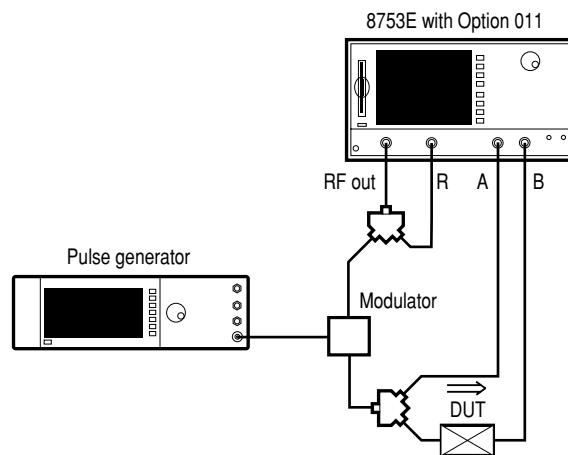 8753E with Option 011
RF out
R
A
B
Pulse generator
Modulator
DUT